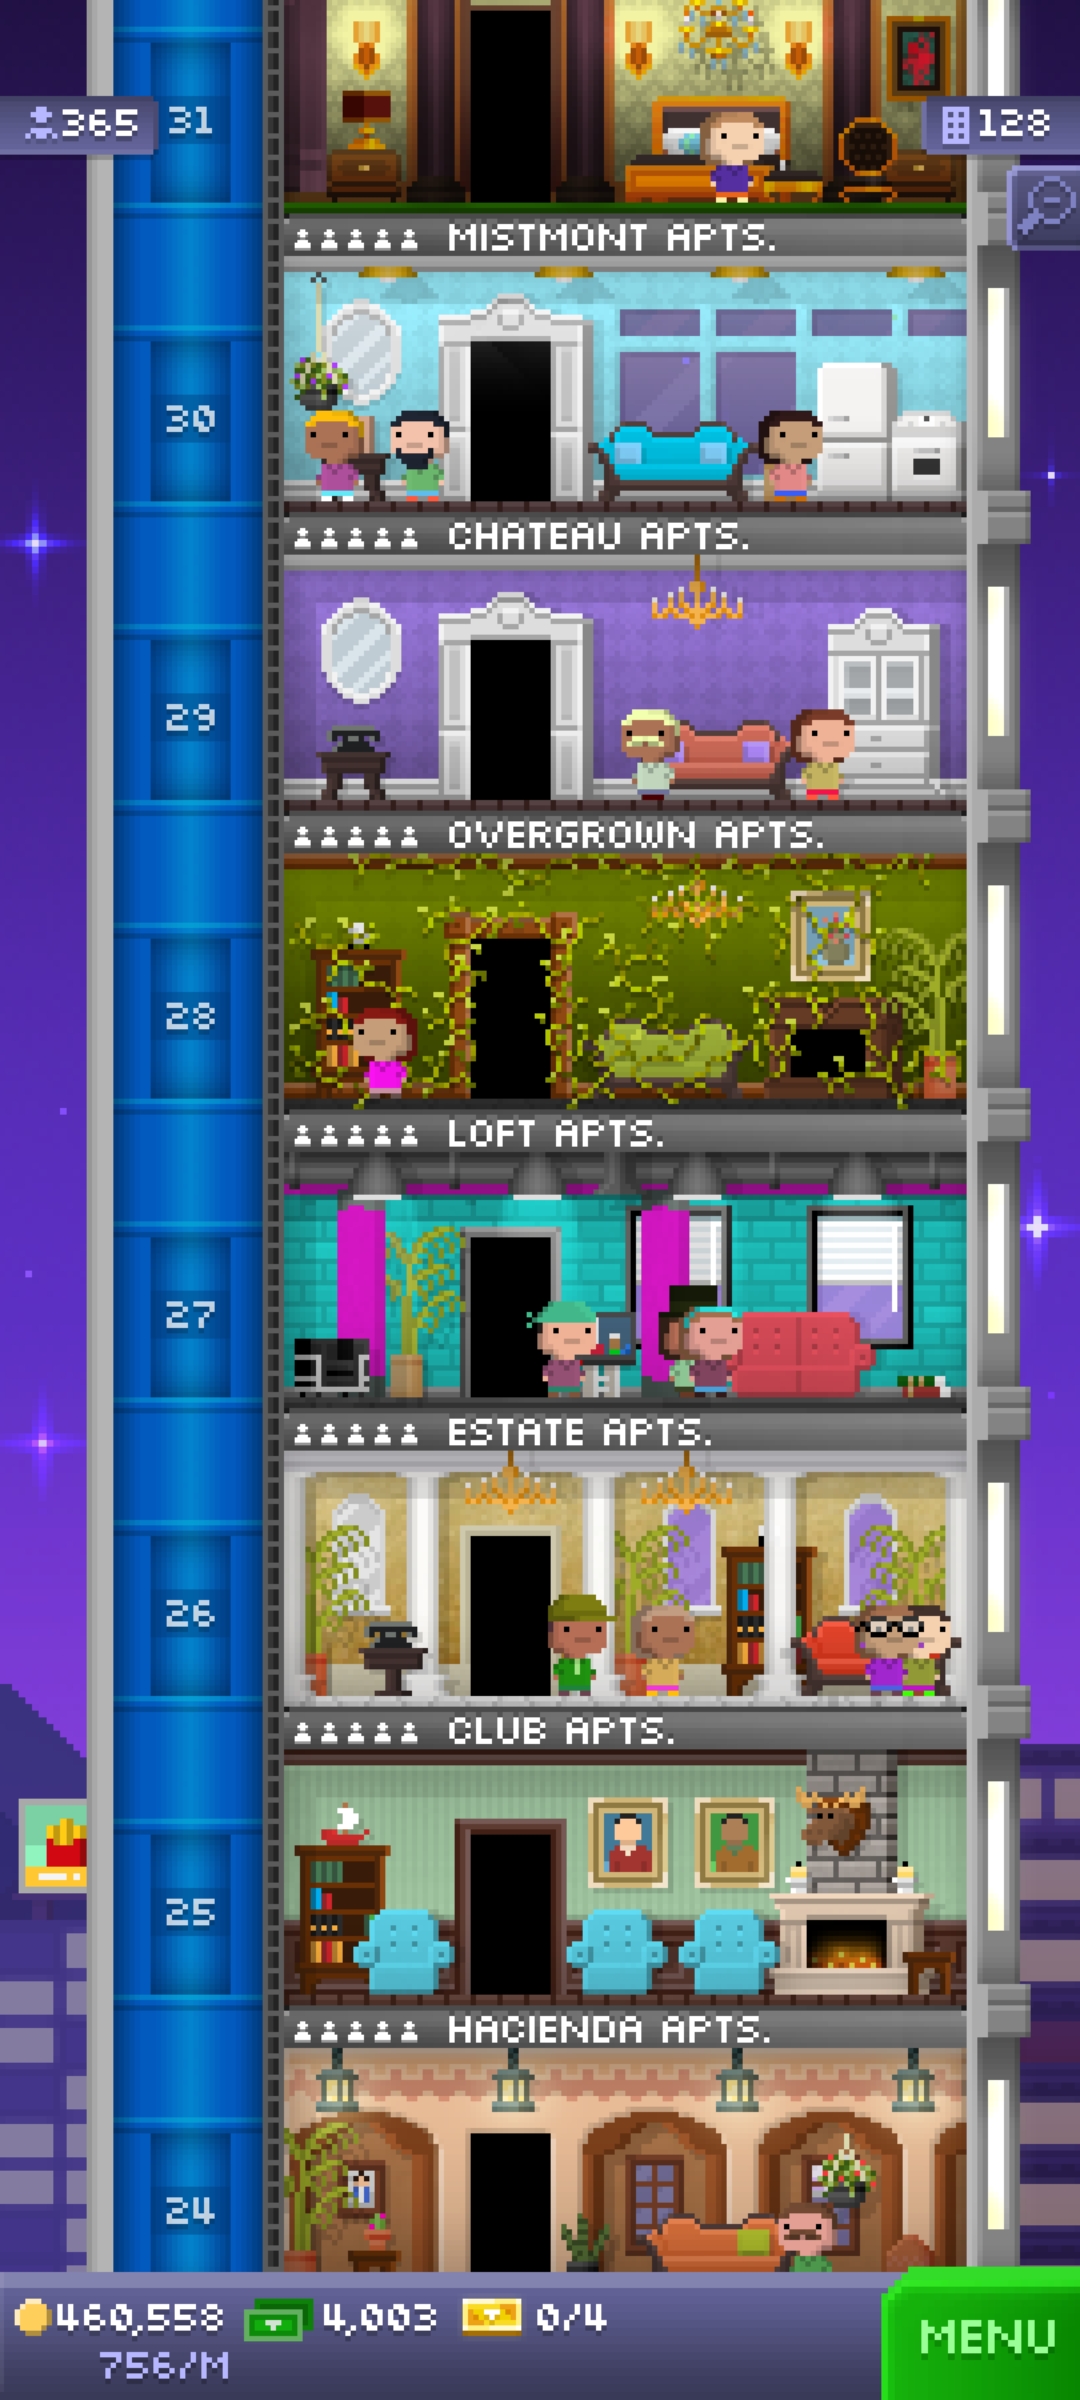 365
31
128
MISTMONT APTS.
30
CHATEAU APTS.
29
OVERGROWN APTS.
28
LOFT APTS.
27
ESTATE APTS.
26
CLUB APTS.
25
HACIENDA APTS.
24
460,558
4,003
0/4
756/M
MENU